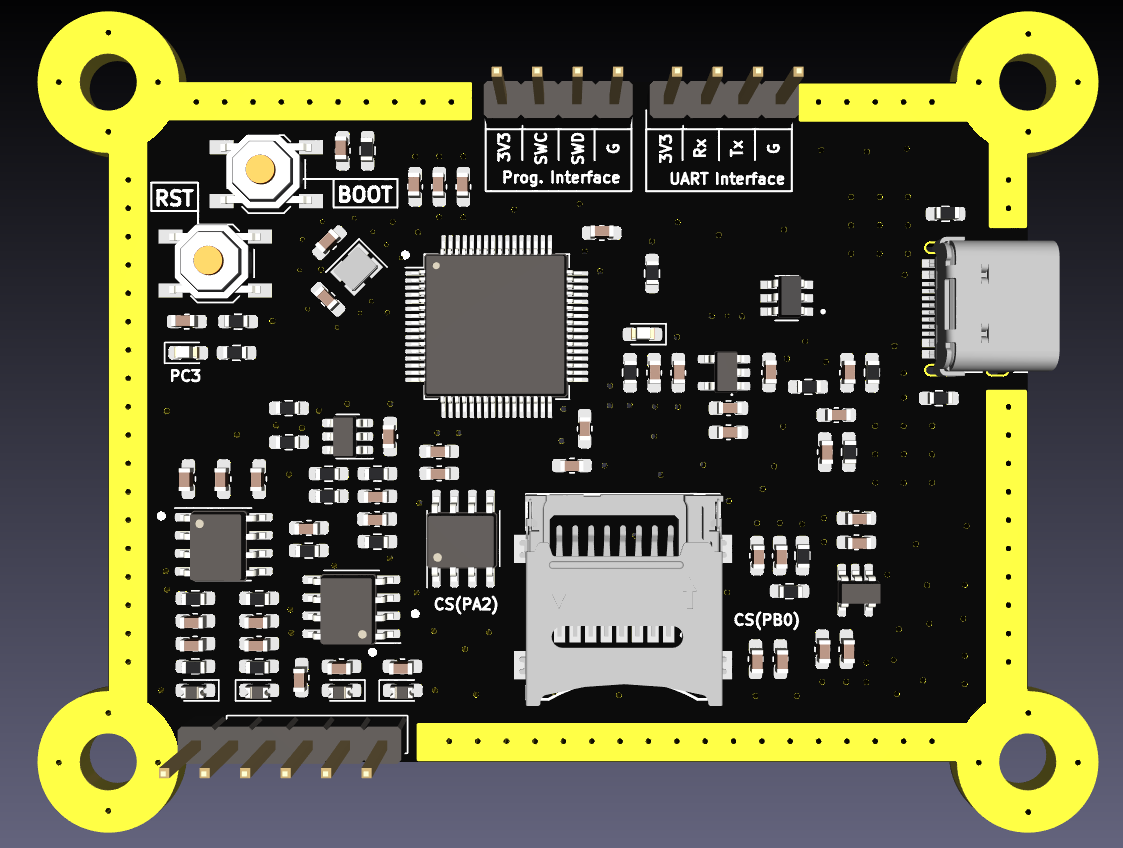 3V3 SWC SWD G
Prog. Interface
3V3 Rx Tx G
UART Interface
BOOT
RST
PC3
CS(PA2)
CS(PB0)